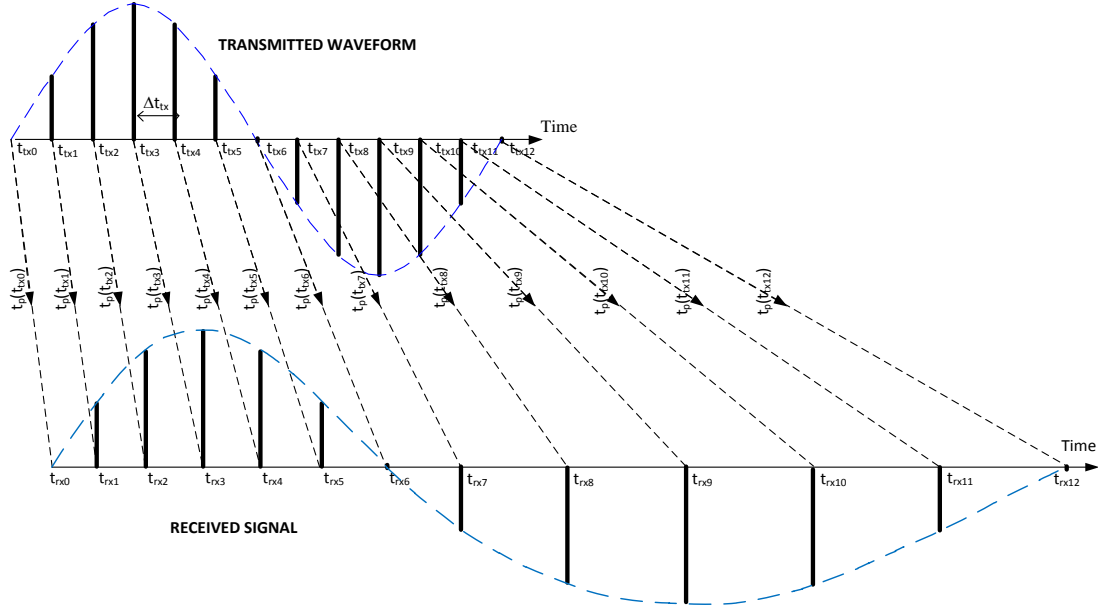 TRANSMITTED WAVEFORM
Δttx
Time
ttx0 ttx1 ttx2 ttx3 ttx4 ttx5 ttx6 ttx7 ttx8 ttx9 ttx10 ttx11 ttx12
tp(ttx0) tp(ttx1) tp(ttx2) tp(ttx3) tp(ttx4) tp(ttx5) tp(ttx6) tp(ttx7) tp(ttx8) tp(ttx9) tp(ttx10) tp(ttx11) tp(ttx12)
Time
trx0 trx1 trx2 trx3 trx4 trx5 trx6 trx7 trx8 trx9 trx10 trx11 trx12
RECEIVED SIGNAL